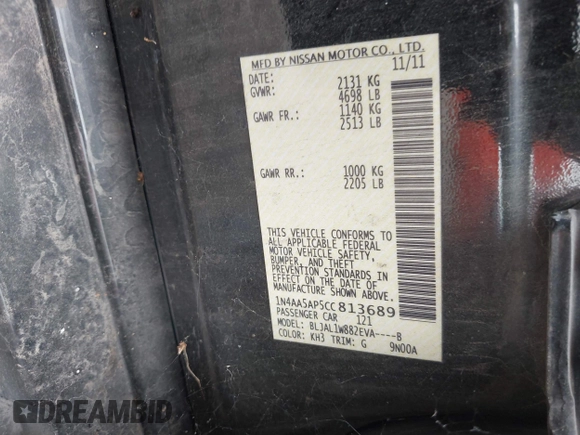 MFD BY NISSAN MOTOR CO., LTD.
DATE: 11/11
GVWR: 2131 KG
4698 LB
GAWR FR.: 1140 KG
2513 LB
GAWR RR.: 1000 KG
2205 LB
THIS VEHICLE CONFORMS TO
ALL APPLICABLE FEDERAL
MOTOR VEHICLE SAFETY,
BUMPER, AND THEFT
PREVENTION STANDARDS IN
EFFECT ON THE DATE OF
MANUFACTURE SHOWN ABOVE.
1N4AA5AP5CC813689
PASSENGER CAR 121
MODEL: BLJAL1W882EVA----B
COLOR: KH3 TRIM: G 9N00A
AUTOBIDMASTER